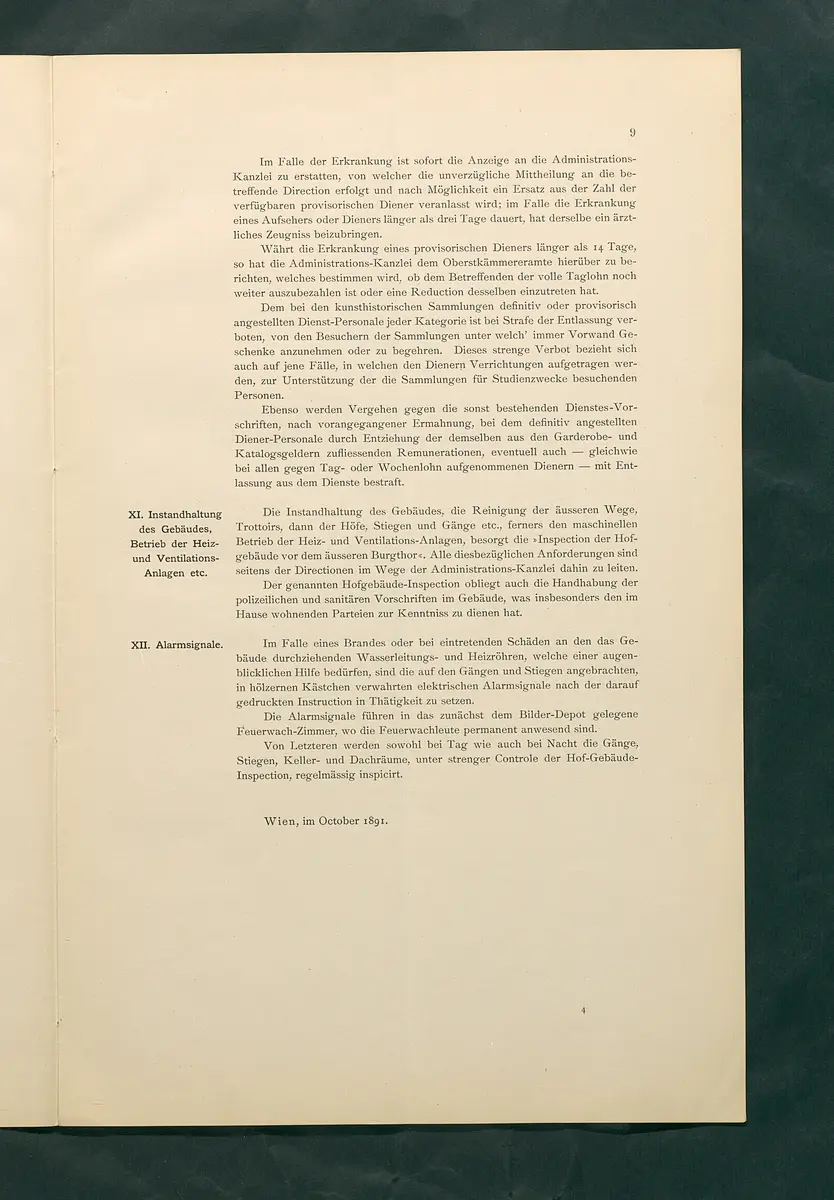 9
Im Falle der Erkrankung ist sofort die Anzeige an die Administrations-
Kanzlei zu erstatten, von welcher die unverzügliche Mittheilung an die be-
treffende Direction erfolgt und nach Möglichkeit ein Ersatz aus der Zahl der
verfügbaren provisorischen Diener veranlasst wird; im Falle die Erkrankung
eines Aufsehers oder Dieners länger als drei Tage dauert, hat derselbe ein ärzt-
liches Zeugniss beizubringen.
Währt die Erkrankung eines provisorischen Dieners länger als 14 Tage,
so hat die Administrations-Kanzlei dem Oberstkämmereramte hierüber zu be-
richten, welches bestimmen wird, ob dem Betreffenden der volle Taglohn noch
weiter auszubezahlen ist oder eine Reduction desselben einzutreten hat.
Dem bei den kunsthistorischen Sammlungen definitiv oder provisorisch
angestellten Dienst-Personale jeder Kategorie ist bei Strafe der Entlassung ver-
boten, von den Besuchern der Sammlungen unter welch' immer Vorwand Ge-
schenke anzunehmen oder zu begehren. Dieses strenge Verbot bezieht sich
auch auf jene Fälle, in welchen den Dienern Verrichtungen aufgetragen wer-
den, zur Unterstützung der die Sammlungen für Studienzwecke besuchenden
Personen.
Ebenso werden Vergehen gegen die sonst bestehenden Dienstes-Vor-
schriften, nach vorangegangener Ermahnung, bei dem definitiv angestellten
Diener-Personale durch Entziehung der demselben aus den Garderobe- und
Katalogsgeldern zufliessenden Remunerationen, eventuell auch — gleichwie
bei allen gegen Tag- oder Wochenlohn aufgenommenen Dienern — mit Ent-
lassung aus dem Dienste bestraft.
XI. Instandhaltung
des Gebäudes,
Betrieb der Heiz-
und Ventilations-
Anlagen etc.
Die Instandhaltung des Gebäudes, die Reinigung der äusseren Wege,
Trottoirs, dann der Höfe, Stiegen und Gänge etc., ferners den maschinellen
Betrieb der Heiz- und Ventilations-Anlagen, besorgt die »Inspection der Hof-
gebäude vor dem äusseren Burgthor«. Alle diesbezüglichen Anforderungen sind
seitens der Directionen im Wege der Administrations-Kanzlei dahin zu leiten.
Der genannten Hofgebäude-Inspection obliegt auch die Handhabung der
polizeilichen und sanitären Vorschriften im Gebäude, was insbesonders den im
Hause wohnenden Parteien zur Kenntniss zu dienen hat.
XII. Alarmsignale.
Im Falle eines Brandes oder bei eintretenden Schäden an den das Ge-
bäude durchziehenden Wasserleitungs- und Heizröhren, welche einer augen-
blicklichen Hilfe bedürfen, sind die auf den Gängen und Stiegen angebrachten,
in hölzernen Kästchen verwahrten elektrischen Alarmsignale nach der darauf
gedruckten Instruction in Thätigkeit zu setzen.
Die Alarmsignale führen in das zunächst dem Bilder-Depot gelegene
Feuerwach-Zimmer, wo die Feuerwachleute permanent anwesend sind.
Von Letzteren werden sowohl bei Tag wie auch bei Nacht die Gänge,
Stiegen, Keller- und Dachräume, unter strenger Controle der Hof-Gebäude-
Inspection, regelmässig inspicirt.
Wien, im October 1891.
4